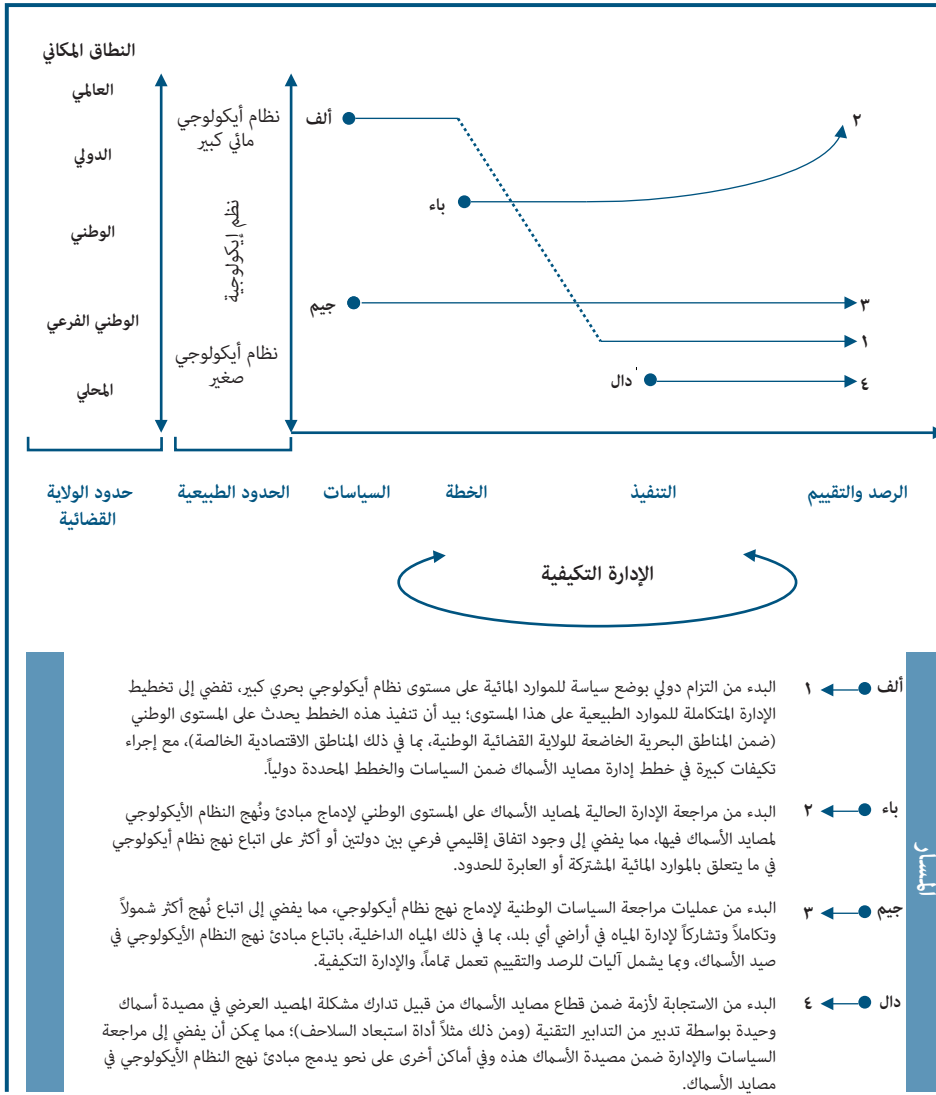 النطاق المكاني
العالمي
الدولي
الوطني
الوطني الفرعي
المحلي
نظام أيكولوجي
مائي كبير
نظم إيكولوجية
نظام أيكولوجي
صغير
ألف
باء
جيم
دال
٢
٣
١
٤
حدود الولاية
القضائية
الحدود الطبيعية
السياسات
الخطة
التنفيذ
الرصد والتقييم
الإدارة التكيفية
المسار
ألف ١ البدء من التزام دولي بوضع سياسة للموارد المائية على مستوى نظام أيكولوجي بحري كبير، تفضي إلى تخطيط
الإدارة المتكاملة للموارد الطبيعية على هذا المستوى؛ بيد أن تنفيذ هذه الخطط يحدث على المستوى الوطني
(ضمن المناطق البحرية الخاضعة للولاية القضائية الوطنية، بما في ذلك المناطق الاقتصادية الخالصة)، مع إجراء
تكيفات كبيرة في خطط إدارة مصايد الأسماك ضمن السياسات والخطط المحددة دولياً.
باء ٢ البدء من مراجعة الإدارة الحالية لمصايد الأسماك على المستوى الوطني لإدماج مبادئ ونُهج النظام الأيكولوجي
لمصايد الأسماك فيها، مما يفضي إلى وجود اتفاق إقليمي فرعي بين دولتين أو أكثر على اتباع نهج نظام أيكولوجي في
ما يتعلق بالموارد المائية المشتركة أو العابرة للحدود.
جيم ٣ البدء من عمليات مراجعة السياسات الوطنية لإدماج نهج نظام أيكولوجي، مما يفضي إلى اتباع نُهج أكثر شمولاً
وتكاملاً وتشاركاً لإدارة المياه في أراضي أي بلد، بما في ذلك المياه الداخلية، باتباع مبادئ نهج النظام الأيكولوجي في
صيد الأسماك، وبما يشمل آليات للرصد والتقييم تعمل تماماً، والإدارة التكيفية.
دال ٤ البدء من الاستجابة لأزمة ضمن قطاع مصايد الأسماك من قبيل تدارك مشكلة المصيد العرضي في مصيدة أسماك
وحيدة بواسطة تدبير من التدابير التقنية (ومن ذلك مثلاً أداة استبعاد السلاحف)؛ مما يمكن أن يفضي إلى مراجعة
السياسات والإدارة ضمن مصيدة الأسماك هذه وفي أماكن أخرى على نحو يدمج مبادئ نهج النظام الأيكولوجي في
مصايد الأسماك.